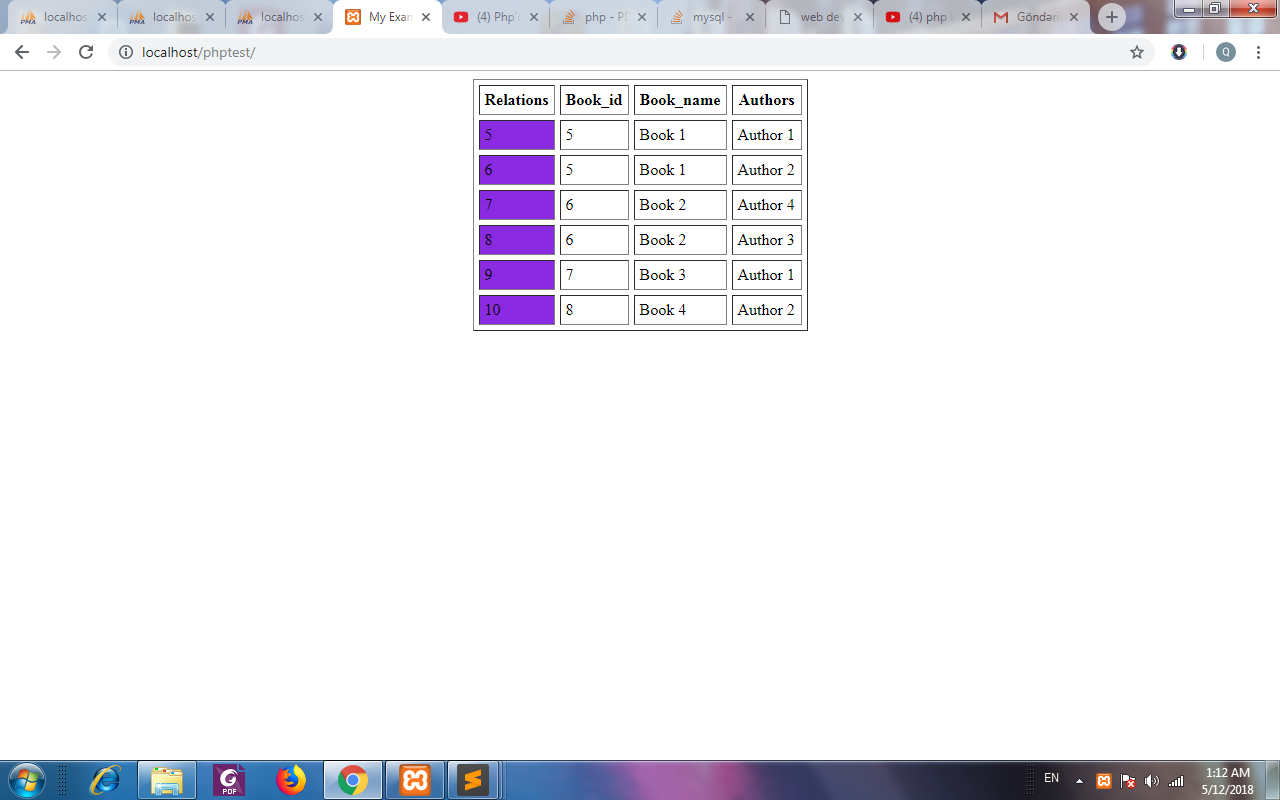 localhos
localhos
localhos
My Exan
(4) Php'
php - PD
mysql -
web dev
(4) php
Göndəri
localhost/phptest/
Q
Relations Book_id Book_name Authors
5 5 Book 1 Author 1
6 5 Book 1 Author 2
7 6 Book 2 Author 4
8 6 Book 2 Author 3
9 7 Book 3 Author 1
10 8 Book 4 Author 2
PDF
EN
1:12 AM
5/12/2018